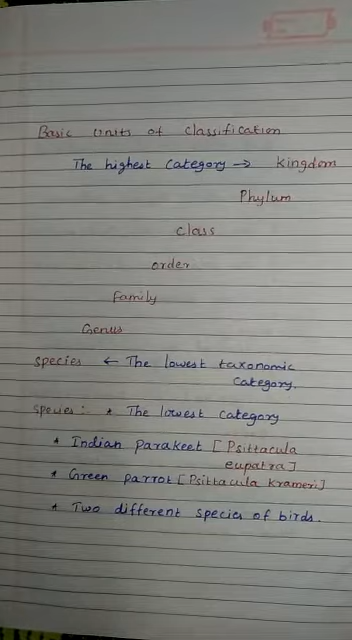 Basic Units of Classification
The highest category → Kingdom
Phylum
class
order
Family
Genus
species ← The lowest taxonomic
category.
species: * The lowest category
* Indian Parakeet [Psittacula
eupatra]
* Green parrot [Psittacula krameri]
* Two different species of birds.